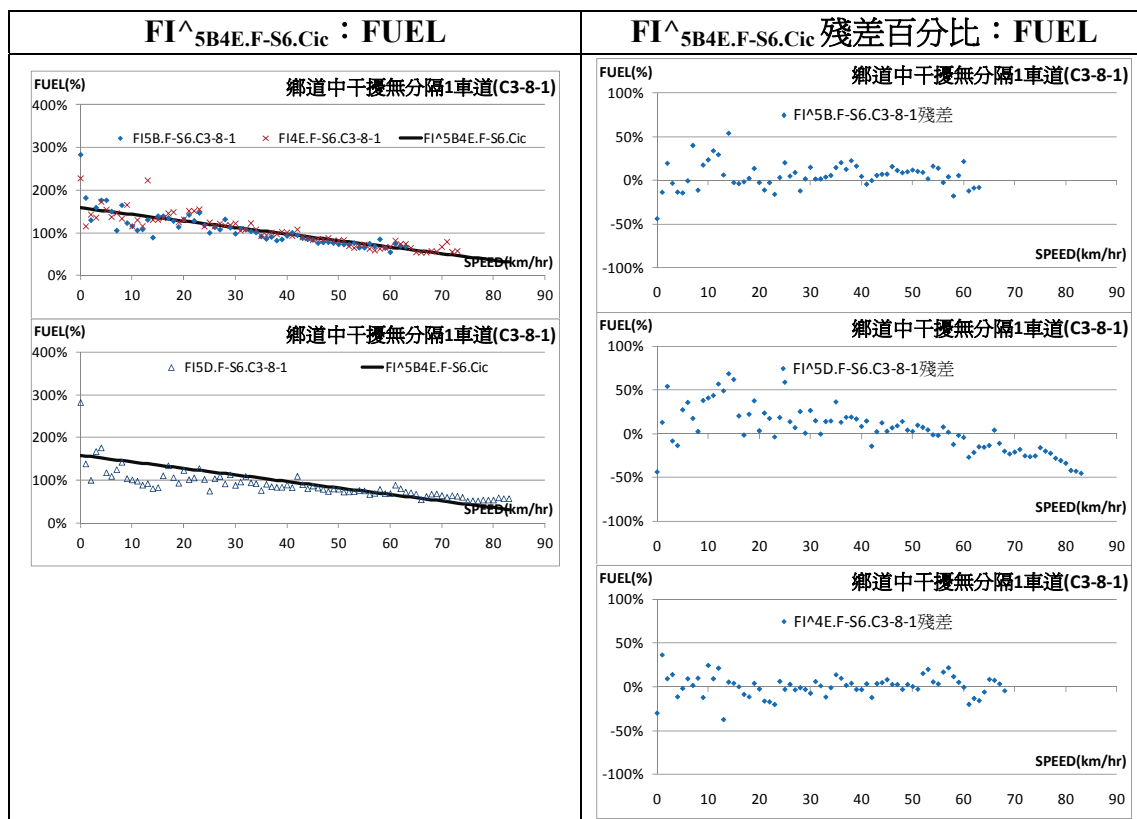 FI^5B4E.F-S6.Cic：FUEL
FUEL(%)
鄉道中干擾無分隔1車道(C3-8-1)
400%
FI5B.F-S6.C3-8-1 FI4E.F-S6.C3-8-1 FI^5B4E.F-S6.Cic
300%
200%
100%
SPEED(km/hr)
0%
0 10 20 30 40 50 60 70 80 90
FUEL(%)
鄉道中干擾無分隔1車道(C3-8-1)
400%
FI5D.F-S6.C3-8-1 FI^5B4E.F-S6.Cic
300%
200%
100%
SPEED(km/hr)
0%
0 10 20 30 40 50 60 70 80 90
FI^5B4E.F-S6.Cic 殘差百分比：FUEL
FUEL(%)
鄉道中干擾無分隔1車道(C3-8-1)
100%
FI^5B.F-S6.C3-8-1殘差
50%
0%
-50%
SPEED(km/hr)
-100%
0 10 20 30 40 50 60 70 80 90
FUEL(%)
鄉道中干擾無分隔1車道(C3-8-1)
100%
FI^5D.F-S6.C3-8-1殘差
50%
0%
-50%
SPEED(km/hr)
-100%
0 10 20 30 40 50 60 70 80 90
FUEL(%)
鄉道中干擾無分隔1車道(C3-8-1)
100%
FI^4E.F-S6.C3-8-1殘差
50%
0%
-50%
SPEED(km/hr)
-100%
0 10 20 30 40 50 60 70 80 90